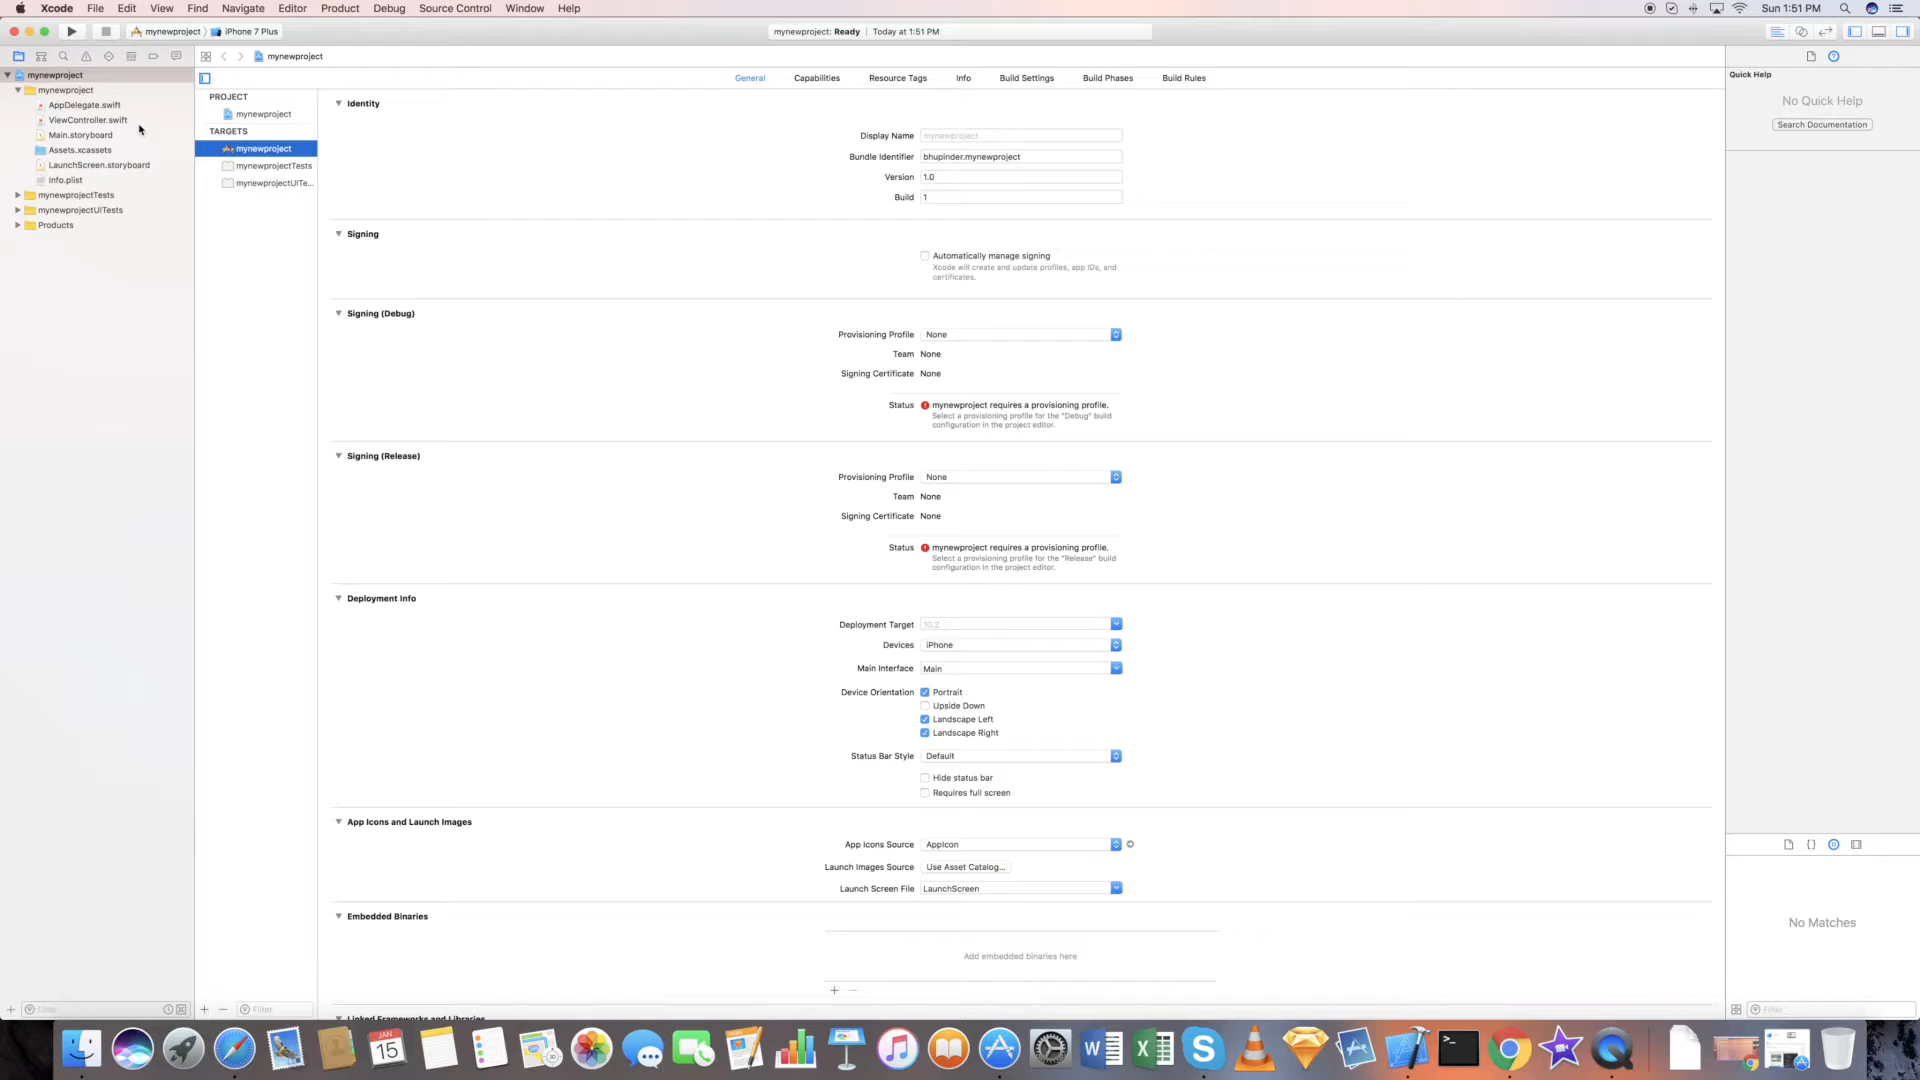 Xcode File Edit View Find Navigate Editor Product Debug Source Control Window Help Sun 1:51 PM
mynewproject iPhone 7 Plus mynewproject: Ready Today at 1:51 PM
mynewproject
mynewproject
mynewproject
AppDelegate.swift
ViewController.swift
Main.storyboard
Assets.xcassets
LaunchScreen.storyboard
Info.plist
mynewprojectTests
mynewprojectUITests
Products
Filter
General Capabilities Resource Tags Info Build Settings Build Phases Build Rules
PROJECT
mynewproject
TARGETS
mynewproject
mynewprojectTests
mynewprojectUITe...
Filter
Identity
Display Name mynewproject
Bundle Identifier bhupinder.mynewproject
Version 1.0
Build 1
Signing
Automatically manage signing
Xcode will create and update profiles, app IDs, and
certificates.
Signing (Debug)
Provisioning Profile None
Team None
Signing Certificate None
Status mynewproject requires a provisioning profile.
Select a provisioning profile for the "Debug" build
configuration in the project editor.
Signing (Release)
Provisioning Profile None
Team None
Signing Certificate None
Status mynewproject requires a provisioning profile.
Select a provisioning profile for the "Release" build
configuration in the project editor.
Deployment Info
Deployment Target 10.2
Devices iPhone
Main Interface Main
Device Orientation Portrait
Upside Down
Landscape Left
Landscape Right
Status Bar Style Default
Hide status bar
Requires full screen
App Icons and Launch Images
App Icons Source AppIcon
Launch Images Source Use Asset Catalog...
Launch Screen File LaunchScreen
Embedded Binaries
Add embedded binaries here
Linked Frameworks and Libraries
Quick Help
No Quick Help
Search Documentation
No Matches
Filter
JAN
15